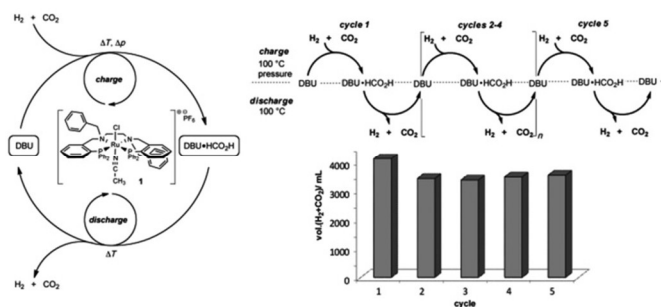 H2 + CO2
ΔT, Δp
charge
⊕ ⊖
PF6
Cl
N
N
Ru
P
P
Ph2
Ph2
N
C
CH3
1
DBU
DBU•HCO2H
discharge
ΔT
H2 + CO2
cycle 1
cycles 2-4
cycle 5
H2 + CO2
H2 + CO2
H2 + CO2
charge
100 °C
pressure
DBU
DBU•HCO2H
DBU
DBU•HCO2H
DBU
DBU•HCO2H
DBU
discharge
100 °C
H2 + CO2
H2 + CO2
n
H2 + CO2
vol.(H2+CO2)/ mL
4000
3000
2000
1000
0
1 2 3 4 5
cycle